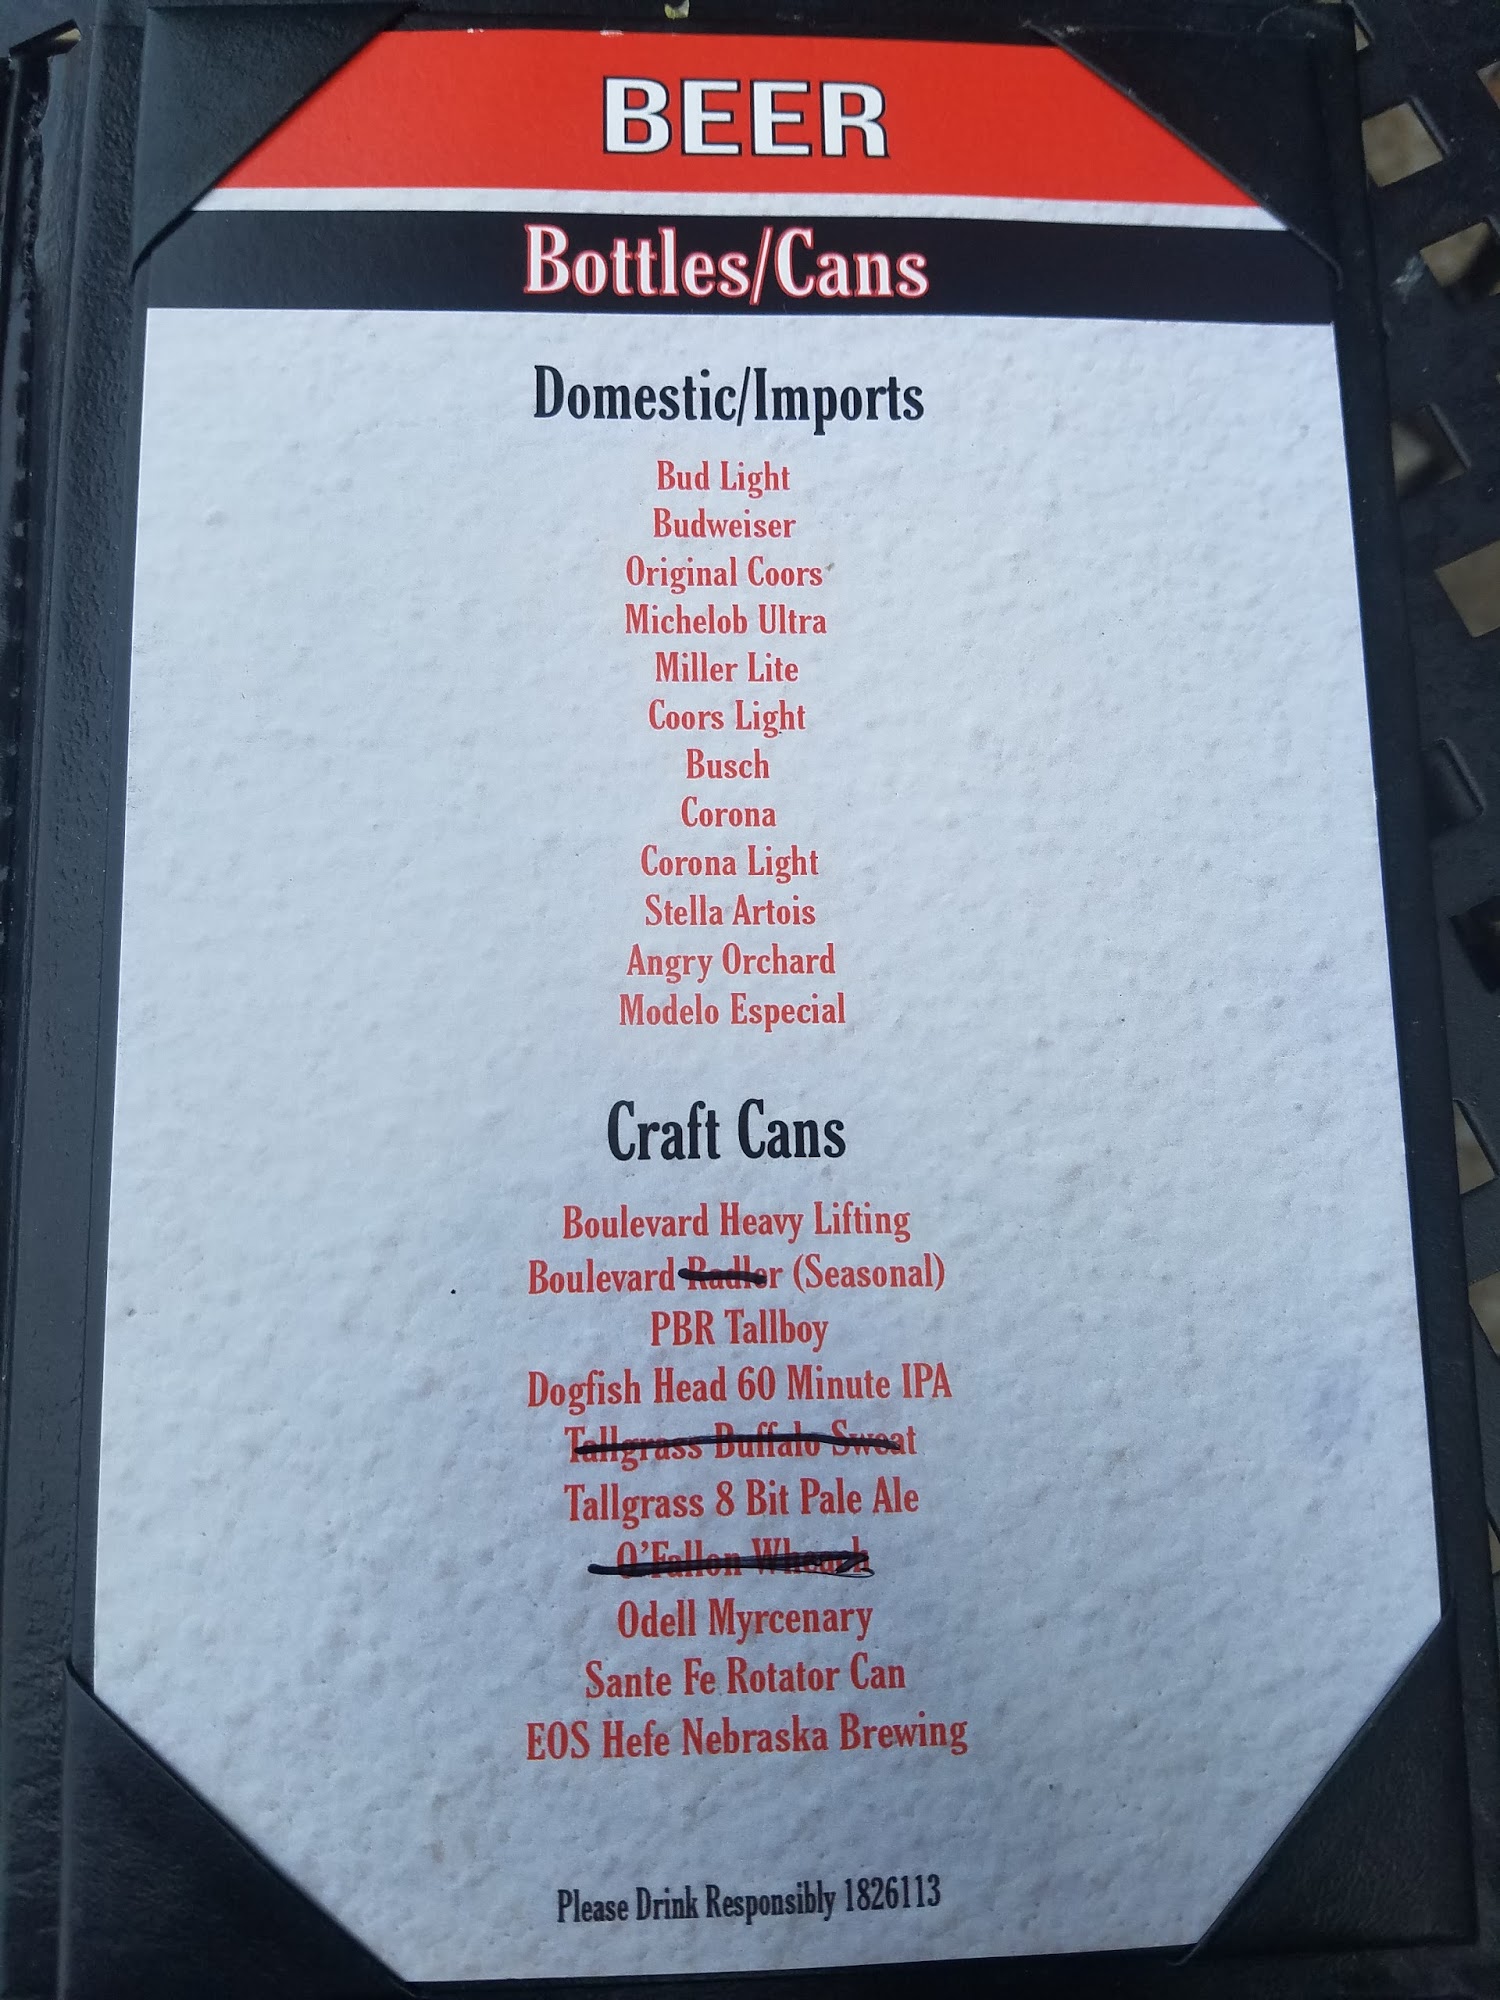 BEER
Bottles/Cans
Domestic/Imports
Bud Light
Budweiser
Original Coors
Michelob Ultra
Miller Lite
Coors Light
Busch
Corona
Corona Light
Stella Artois
Angry Orchard
Modelo Especial
Craft Cans
Boulevard Heavy Lifting
Boulevard Radler (Seasonal)
PBR Tallboy
Dogfish Head 60 Minute IPA
Tallgrass Buffalo Sweat
Tallgrass 8 Bit Pale Ale
O'Fallon Wheach
Odell Myrcenary
Sante Fe Rotator Can
EOS Hefe Nebraska Brewing
Please Drink Responsibly 1826113